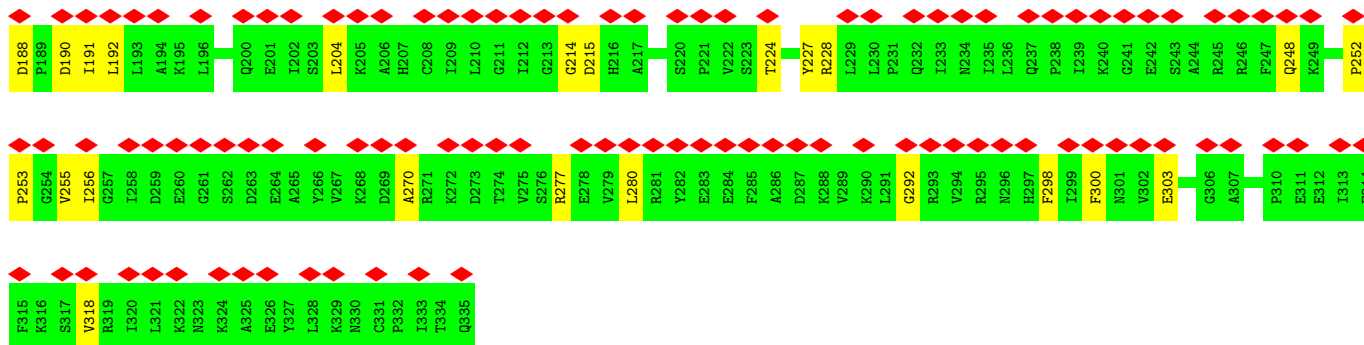 D188 P189 D190 I191 L192 L193 A194 K195 L196 Q200 E201 I202 S203 L204 K205 A206 H207 C208 I209 L210 G211 I212 G213 G214 D215 H216 A217 S220 P221 V222 S223 T224 Y227 R228 L229 L230 P231 Q232 I233 N234 I235 L236 Q237 P238 I239 K240 G241 E242 S243 A244 R245 R246 F247 Q248 K249 P252
P253 G254 V255 I256 G257 I258 D259 E260 G261 S262 D263 E264 A265 Y266 V267 K268 D269 A270 R271 K272 D273 T274 V275 S276 R277 E278 V279 L280 R281 Y282 E283 E284 F285 A286 D287 K288 V289 K290 L291 G292 R293 V294 R295 N296 H297 F298 I299 F300 N301 V302 E303 G306 A307 P310 E311 E312 I313
F315 K316 S317 V318 R319 I320 L321 K322 N323 K324 A325 E326 Y327 L328 K329 N330 C331 P332 I333 T334 Q335